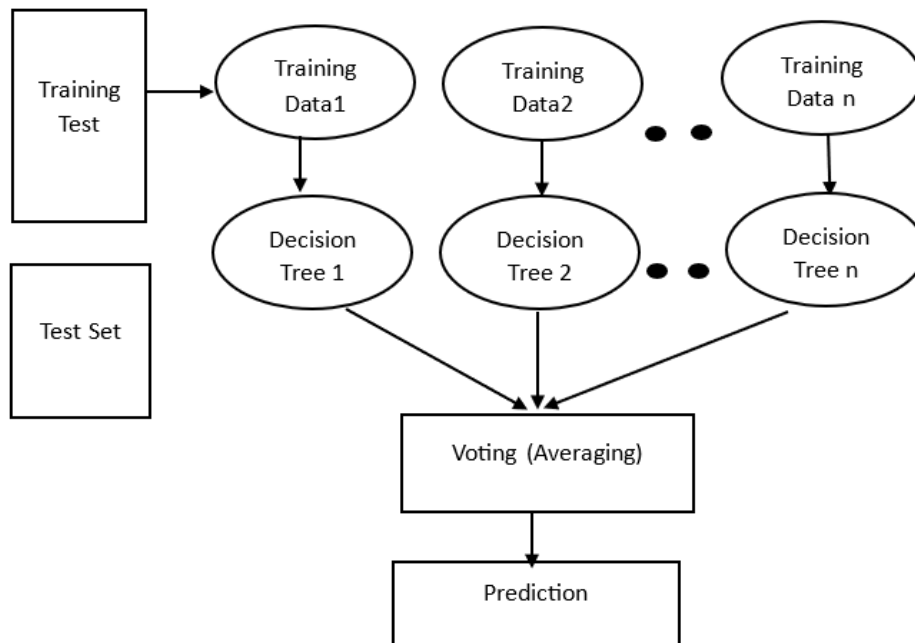 Training
Test
Training
Data1
Training
Data2
Training
Data n
Decision
Tree 1
Decision
Tree 2
Decision
Tree n
Test Set
Voting (Averaging)
Prediction